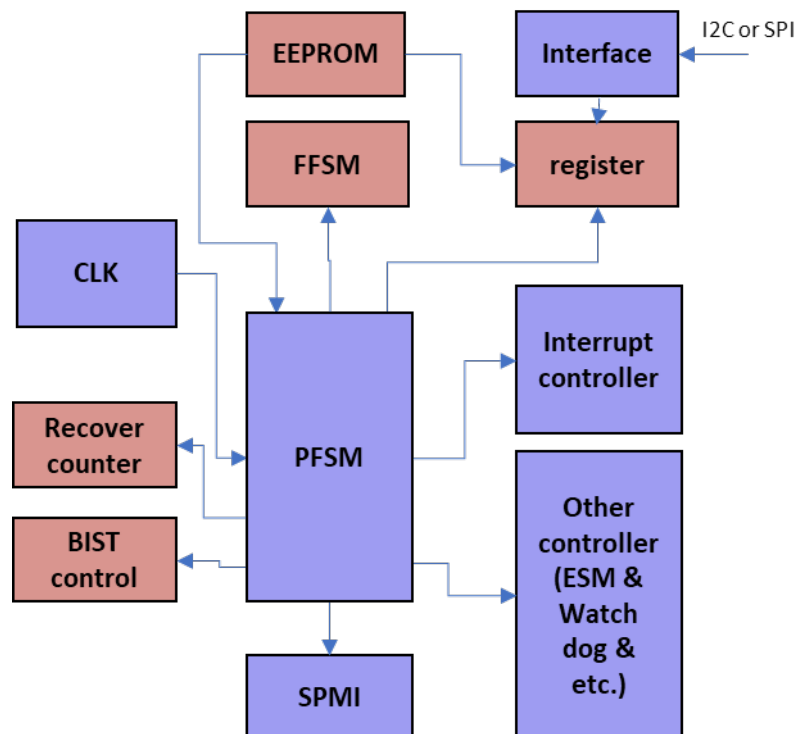 EEPROM
Interface
I2C or SPI
FFSM
register
CLK
Interrupt
controller
Recover
counter
PFSM
BIST
control
Other
controller
(ESM &
Watch
dog &
etc.)
SPMI